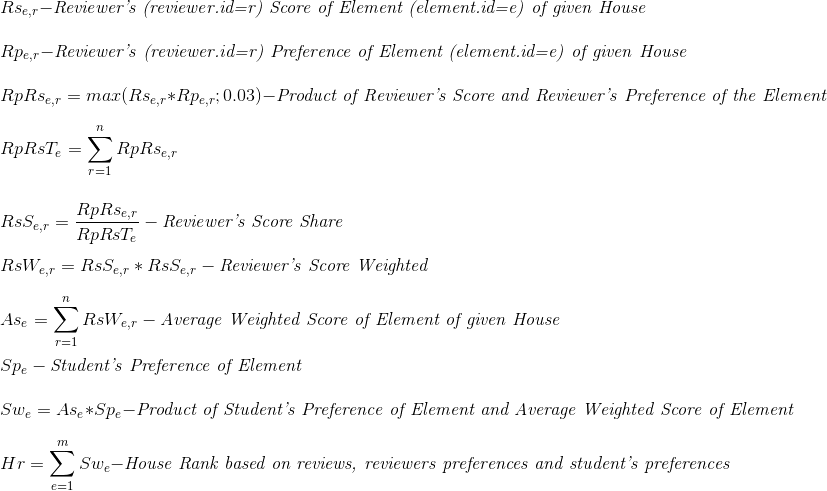 Rs_{e,r}−Reviewer's (reviewer.id=r) Score of Element (element.id=e) of given House
Rp_{e,r}−Reviewer's (reviewer.id=r) Preference of Element (element.id=e) of given House
RpRs_{e,r} = max(Rs_{e,r}*Rp_{e,r}; 0.03)−Product of Reviewer's Score and Reviewer's Preference of the Element
RpRsT_e = \sum_{r=1}^{n} RpRs_{e,r}
RsS_{e,r} = \frac{RpRs_{e,r}}{RpRsT_e} − Reviewer's Score Share
RsW_{e,r} = RsS_{e,r} * RsS_{e,r} − Reviewer's Score Weighted
As_e = \sum_{r=1}^{n} RsW_{e,r} − Average Weighted Score of Element of given House
Sp_e − Student's Preference of Element
Sw_e = As_e*Sp_e−Product of Student's Preference of Element and Average Weighted Score of Element
Hr = \sum_{e=1}^{m} Sw_e−House Rank based on reviews, reviewers preferences and student's preferences